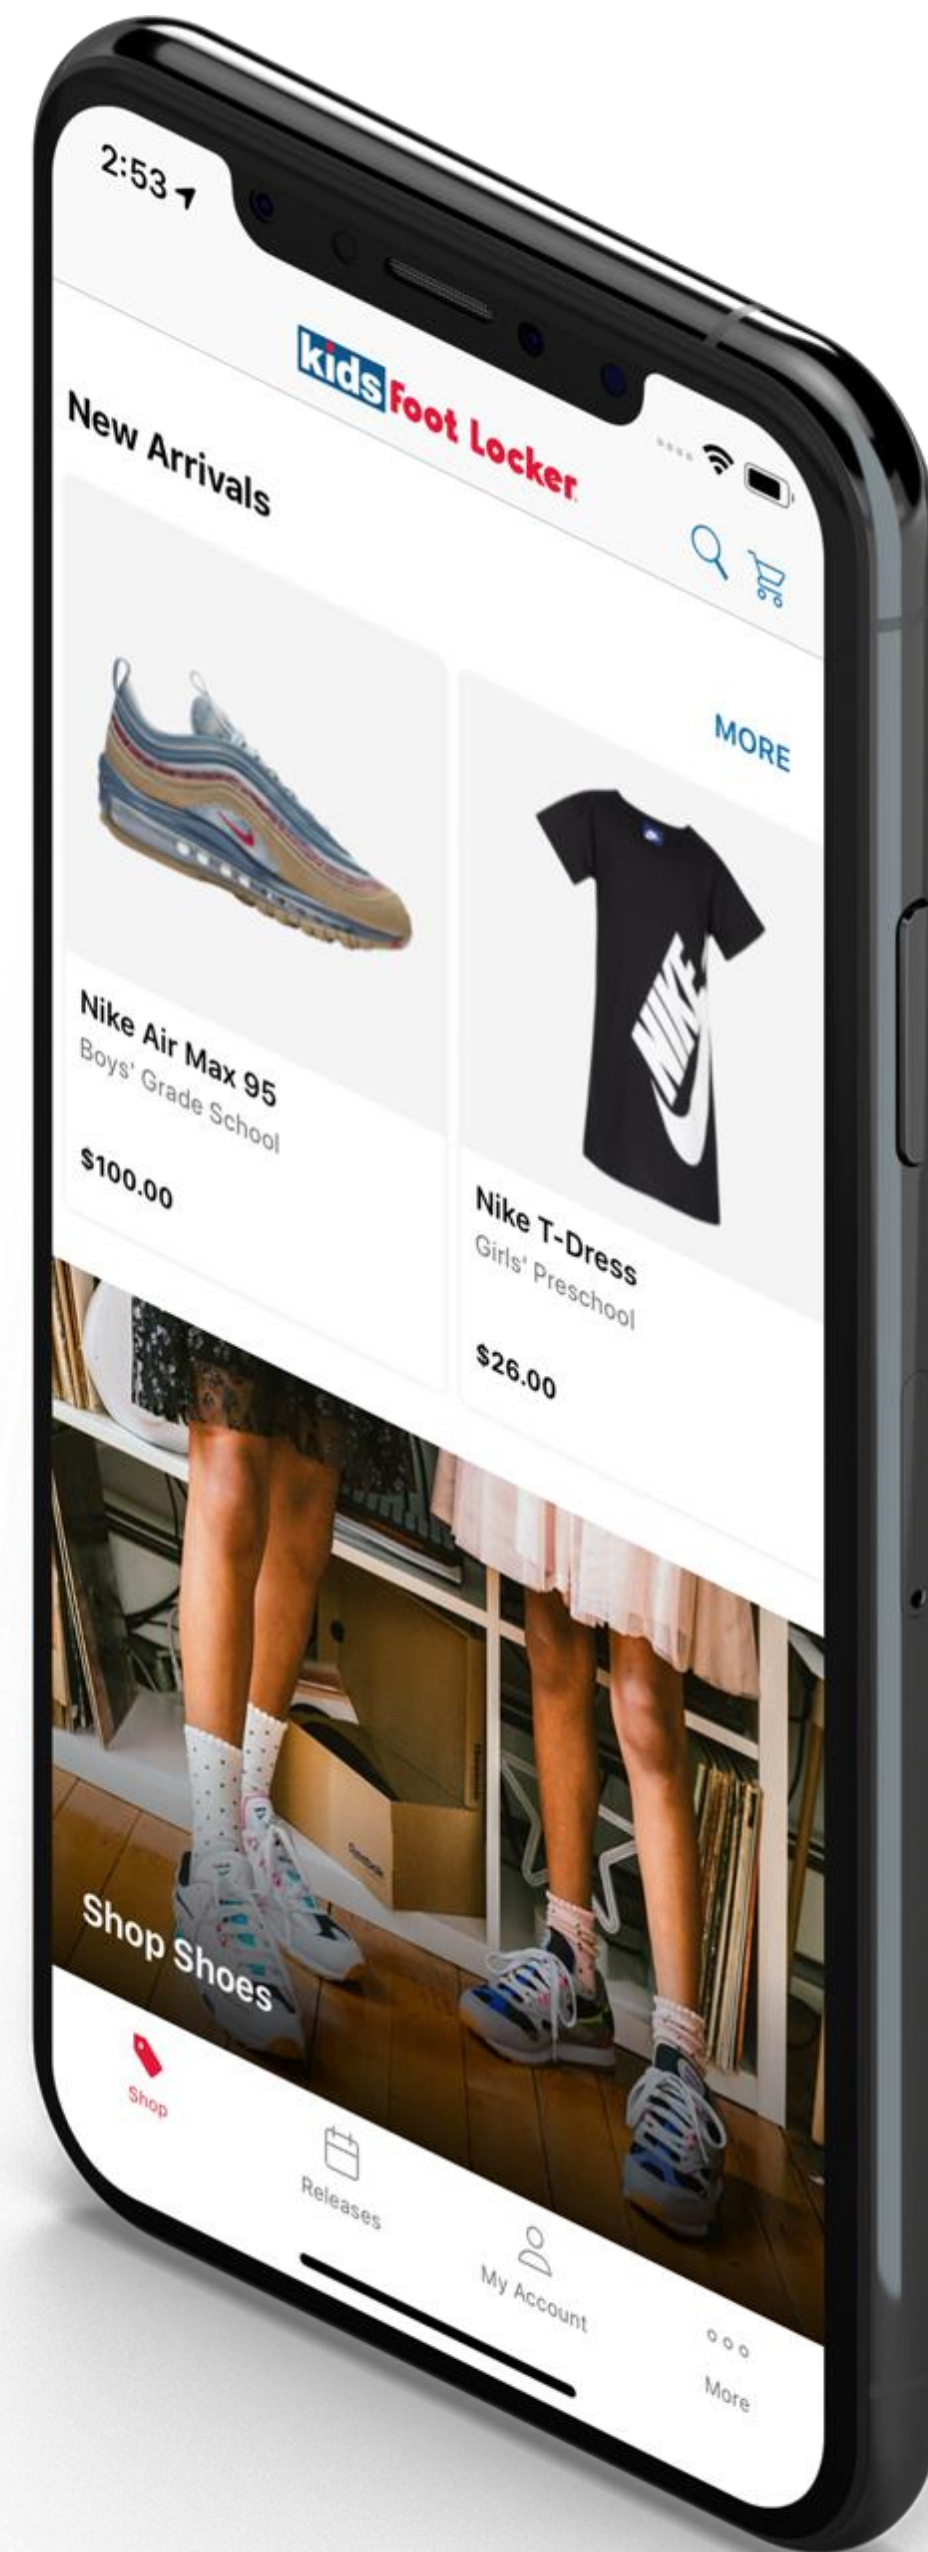 2:53
kids Foot Locker
New Arrivals
MORE
NIKE
Nike Air Max 95
Boys' Grade School
$100.00
Nike T-Dress
Girls' Preschool
$26.00
Reebok
Shop Shoes
Shop
Releases
My Account
More